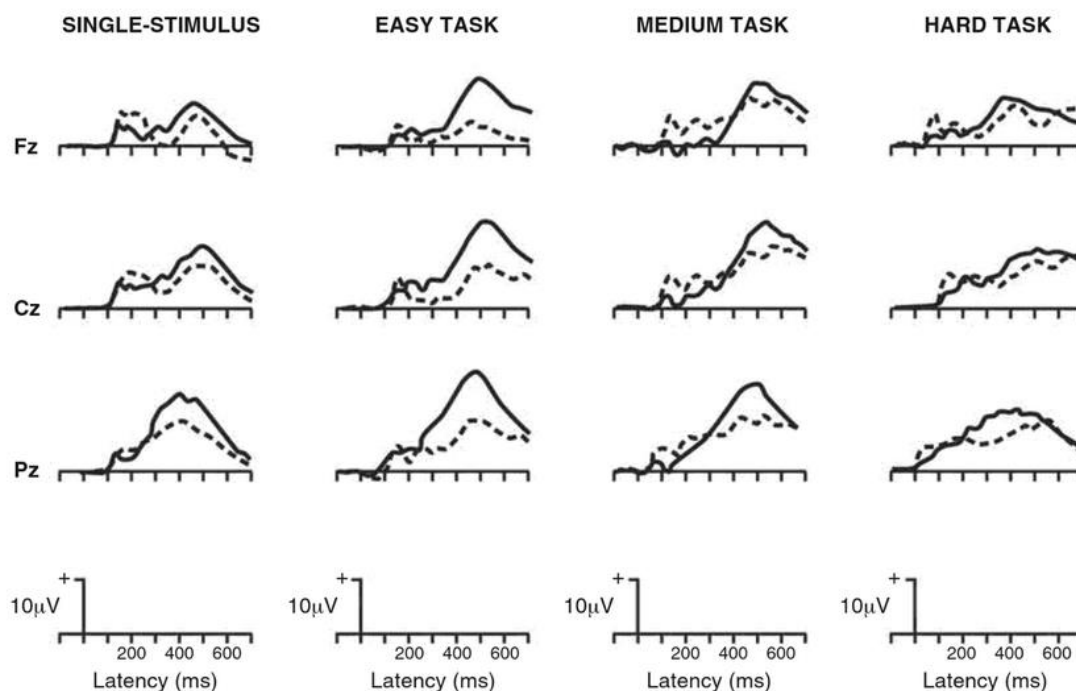 SINGLE-STIMULUS EASY TASK MEDIUM TASK HARD TASK
Fz
Cz
Pz
+ + + +
10μV 10μV 10μV 10μV
200 400 600 200 400 600 200 400 600 200 400 600
Latency (ms) Latency (ms) Latency (ms) Latency (ms)